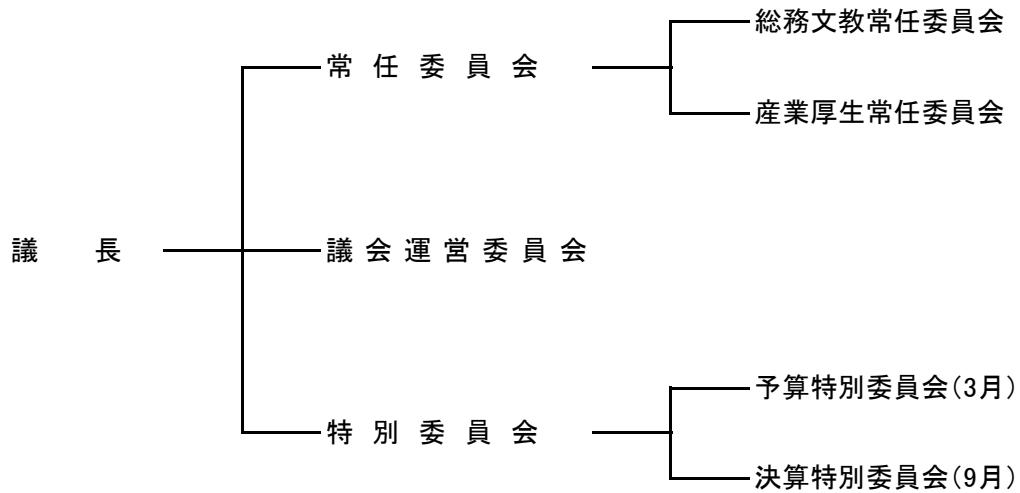 総務文教常任委員会
常任委員会
産業厚生常任委員会
議長
議会運営委員会
予算特別委員会(3月)
特別委員会
決算特別委員会(9月)